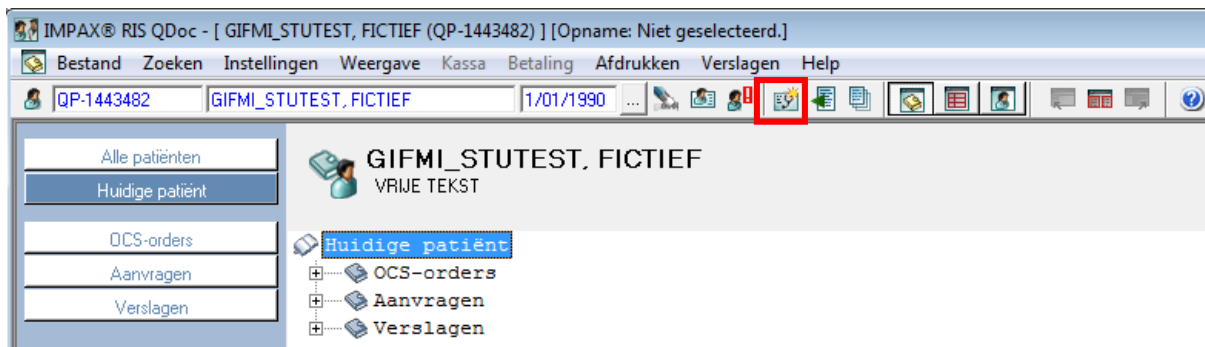 IMPAX® RIS QDoc - [ GIFMI_STUTEST, FICTIEF (QP-1443482) ] [Opname: Niet geselecteerd.]
Bestand Zoeken Instellingen Weergave Kassa Betaling Afdrukken Verslagen Help
QP-1443482 GIFMI_STUTEST, FICTIEF 1/01/1990 ...
Alle patiënten
Huidige patiënt
OCS-orders
Aanvragen
Verslagen
GIFMI_STUTEST, FICTIEF
VRIJE TEKST
Huidige patiënt
OCS-orders
Aanvragen
Verslagen